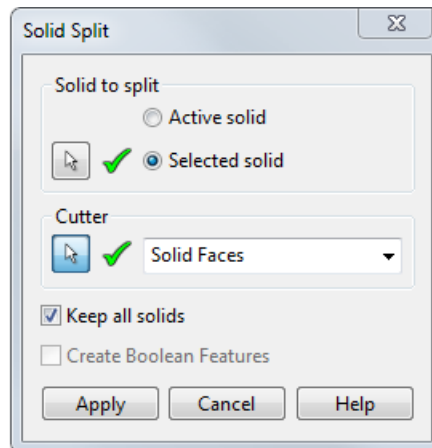 Solid Split
Solid to split
Active solid
Selected solid
Cutter
Solid Faces
Keep all solids
Create Boolean Features
Apply Cancel Help